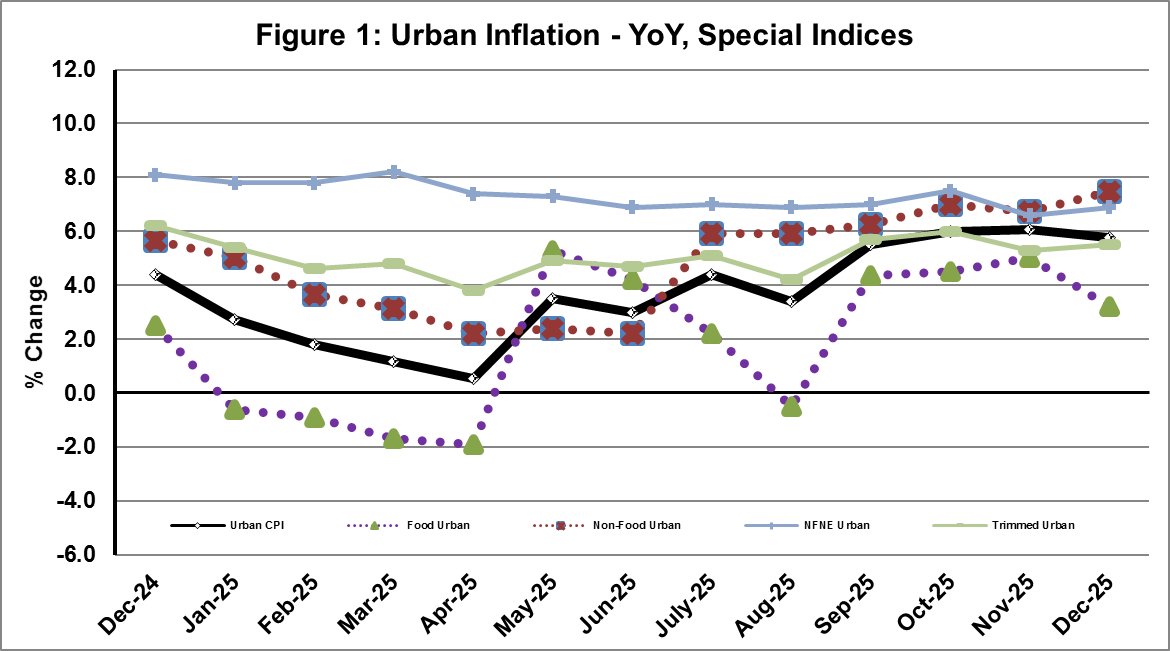 Figure 1: Urban Inflation - YoY, Special Indices
% Change
12.0
10.0
8.0
6.0
4.0
2.0
0.0
-2.0
-4.0
-6.0
Urban CPI
Food Urban
Non-Food Urban
NFNE Urban
Trimmed Urban
Dec-24
Jan-25
Feb-25
Mar-25
Apr-25
May-25
Jun-25
July-25
Aug-25
Sep-25
Oct-25
Nov-25
Dec-25